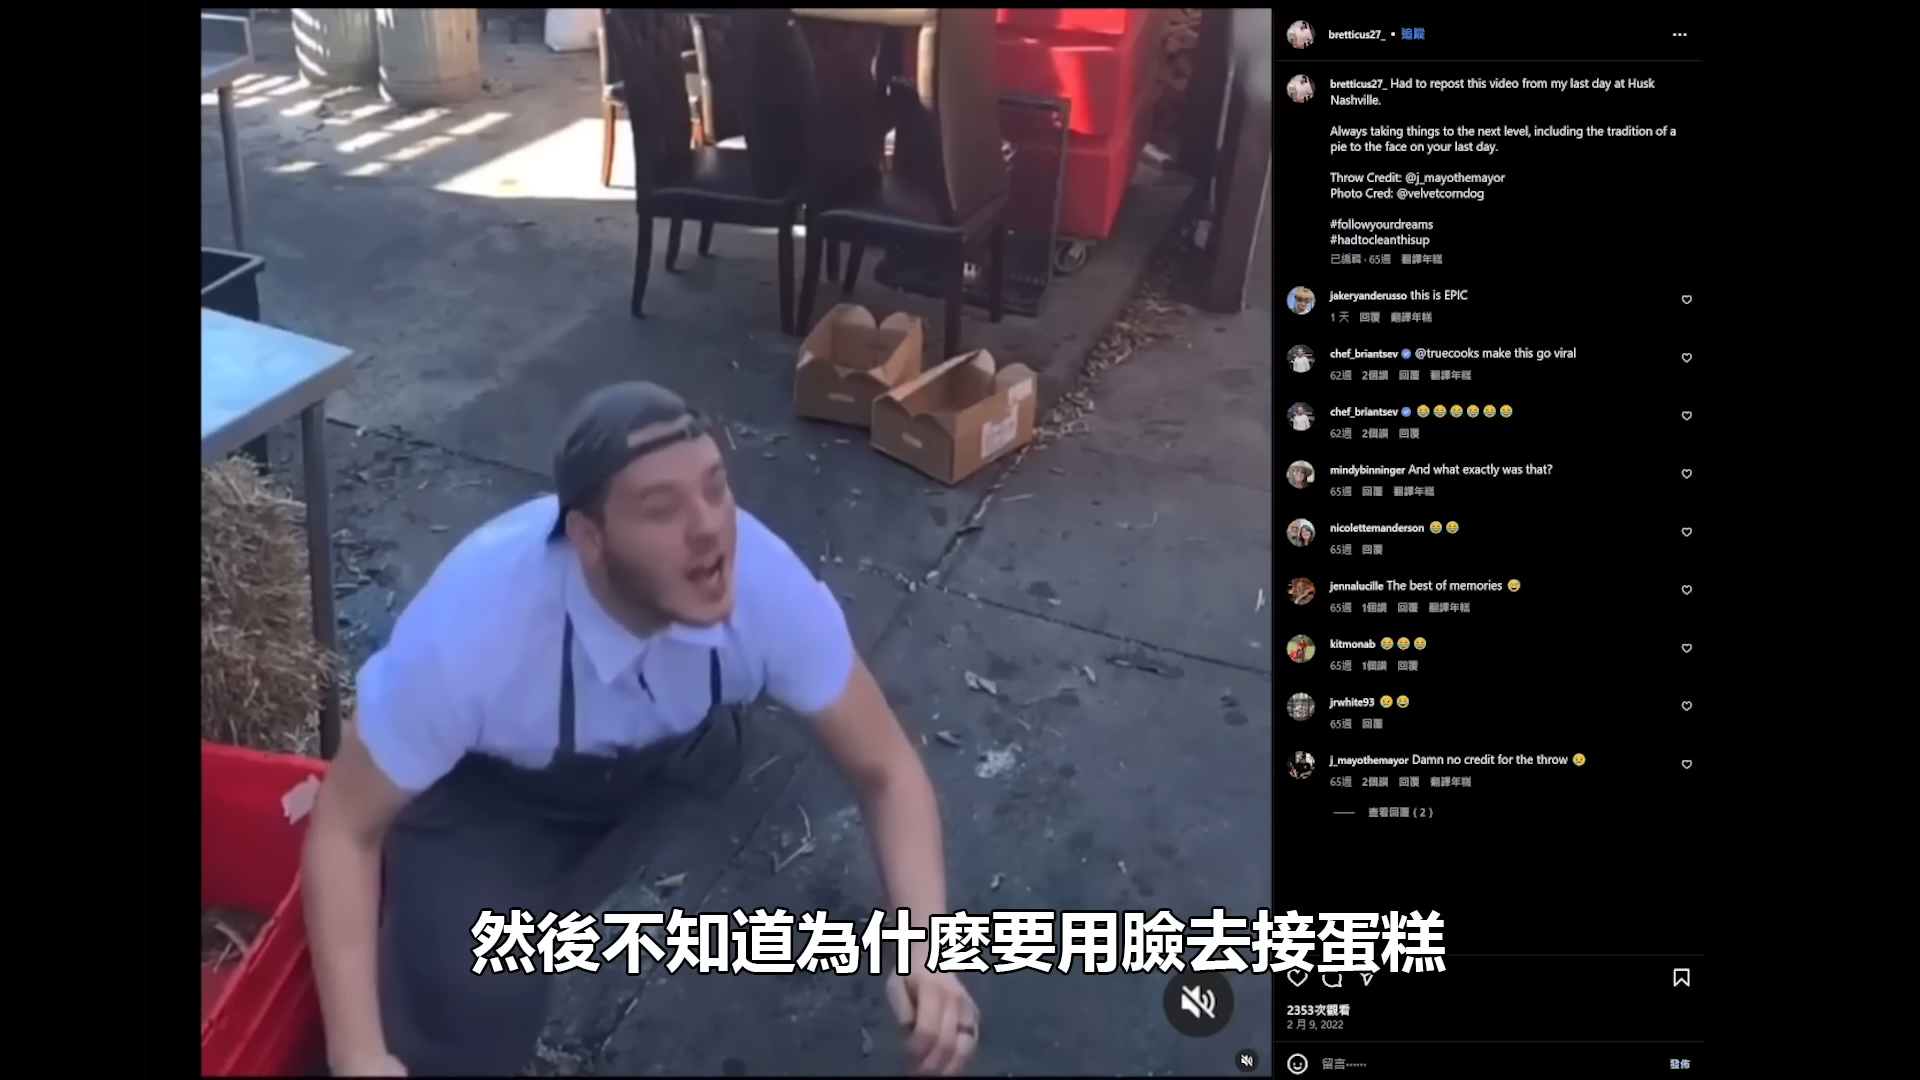 bretticus27_ • 追蹤
bretticus27_ Had to repost this video from my last day at Husk
Nashville.
Always taking things to the next level, including the tradition of a
pie to the face on your last day.
Throw Credit: @j_mayothemayor
Photo Cred: @velvetcorndog
#followyourdreams
#hadtocleanthisup
已編輯 · 65週 翻譯年糕
jakeryanderusso this is EPIC
1 天 回覆 翻譯年糕
chef_briantsev @truecooks make this go viral
62週 2個讚 回覆 翻譯年糕
chef_briantsev 😂😂😂😂😂😂
62週 2個讚 回覆
mindybinninger And what exactly was that?
65週 回覆 翻譯年糕
nicolettemanderson 😂😂
65週 回覆
jennalucille The best of memories 😅
65週 1個讚 回覆 翻譯年糕
kitmonab 😂😂😂
65週 1個讚 回覆
jrwhite93 😢😂
65週 回覆
j_mayothemayor Damn no credit for the throw 😢
65週 2個讚 回覆 翻譯年糕
查看回覆 ( 2 )
然後不知道為什麼要用臉去接蛋糕
2353次觀看
2 月 9, 2022
留言⋯⋯
發佈